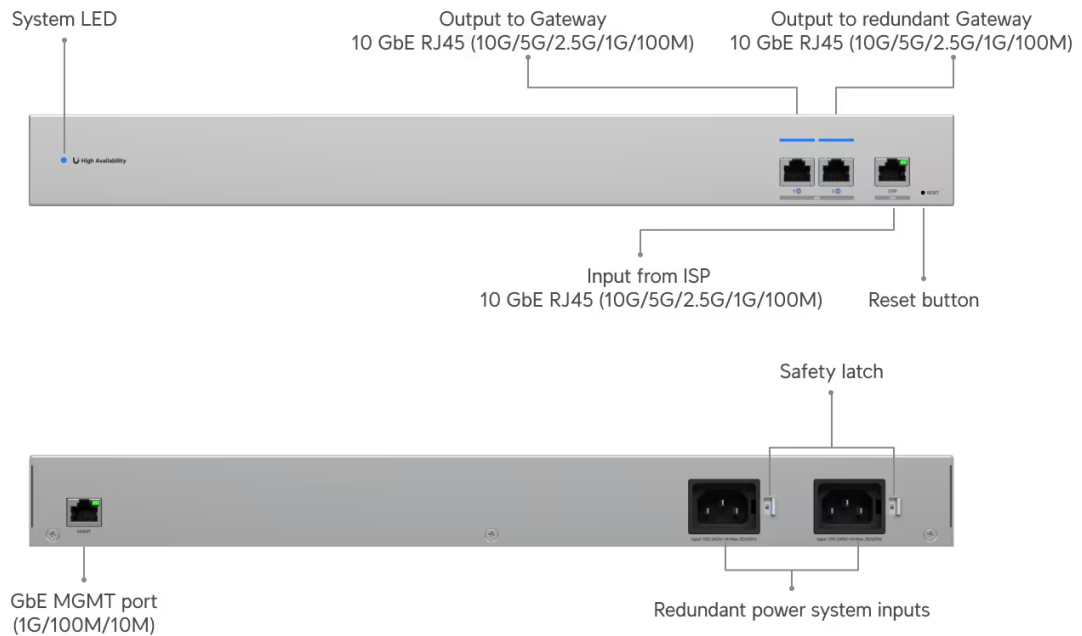 System LED
Output to Gateway
10 GbE RJ45 (10G/5G/2.5G/1G/100M)
Output to redundant Gateway
10 GbE RJ45 (10G/5G/2.5G/1G/100M)
High Availability
1
2
RESET
Input from ISP
10 GbE RJ45 (10G/5G/2.5G/1G/100M)
Reset button
Safety latch
MGMT
GbE MGMT port
(1G/100M/10M)
Redundant power system inputs